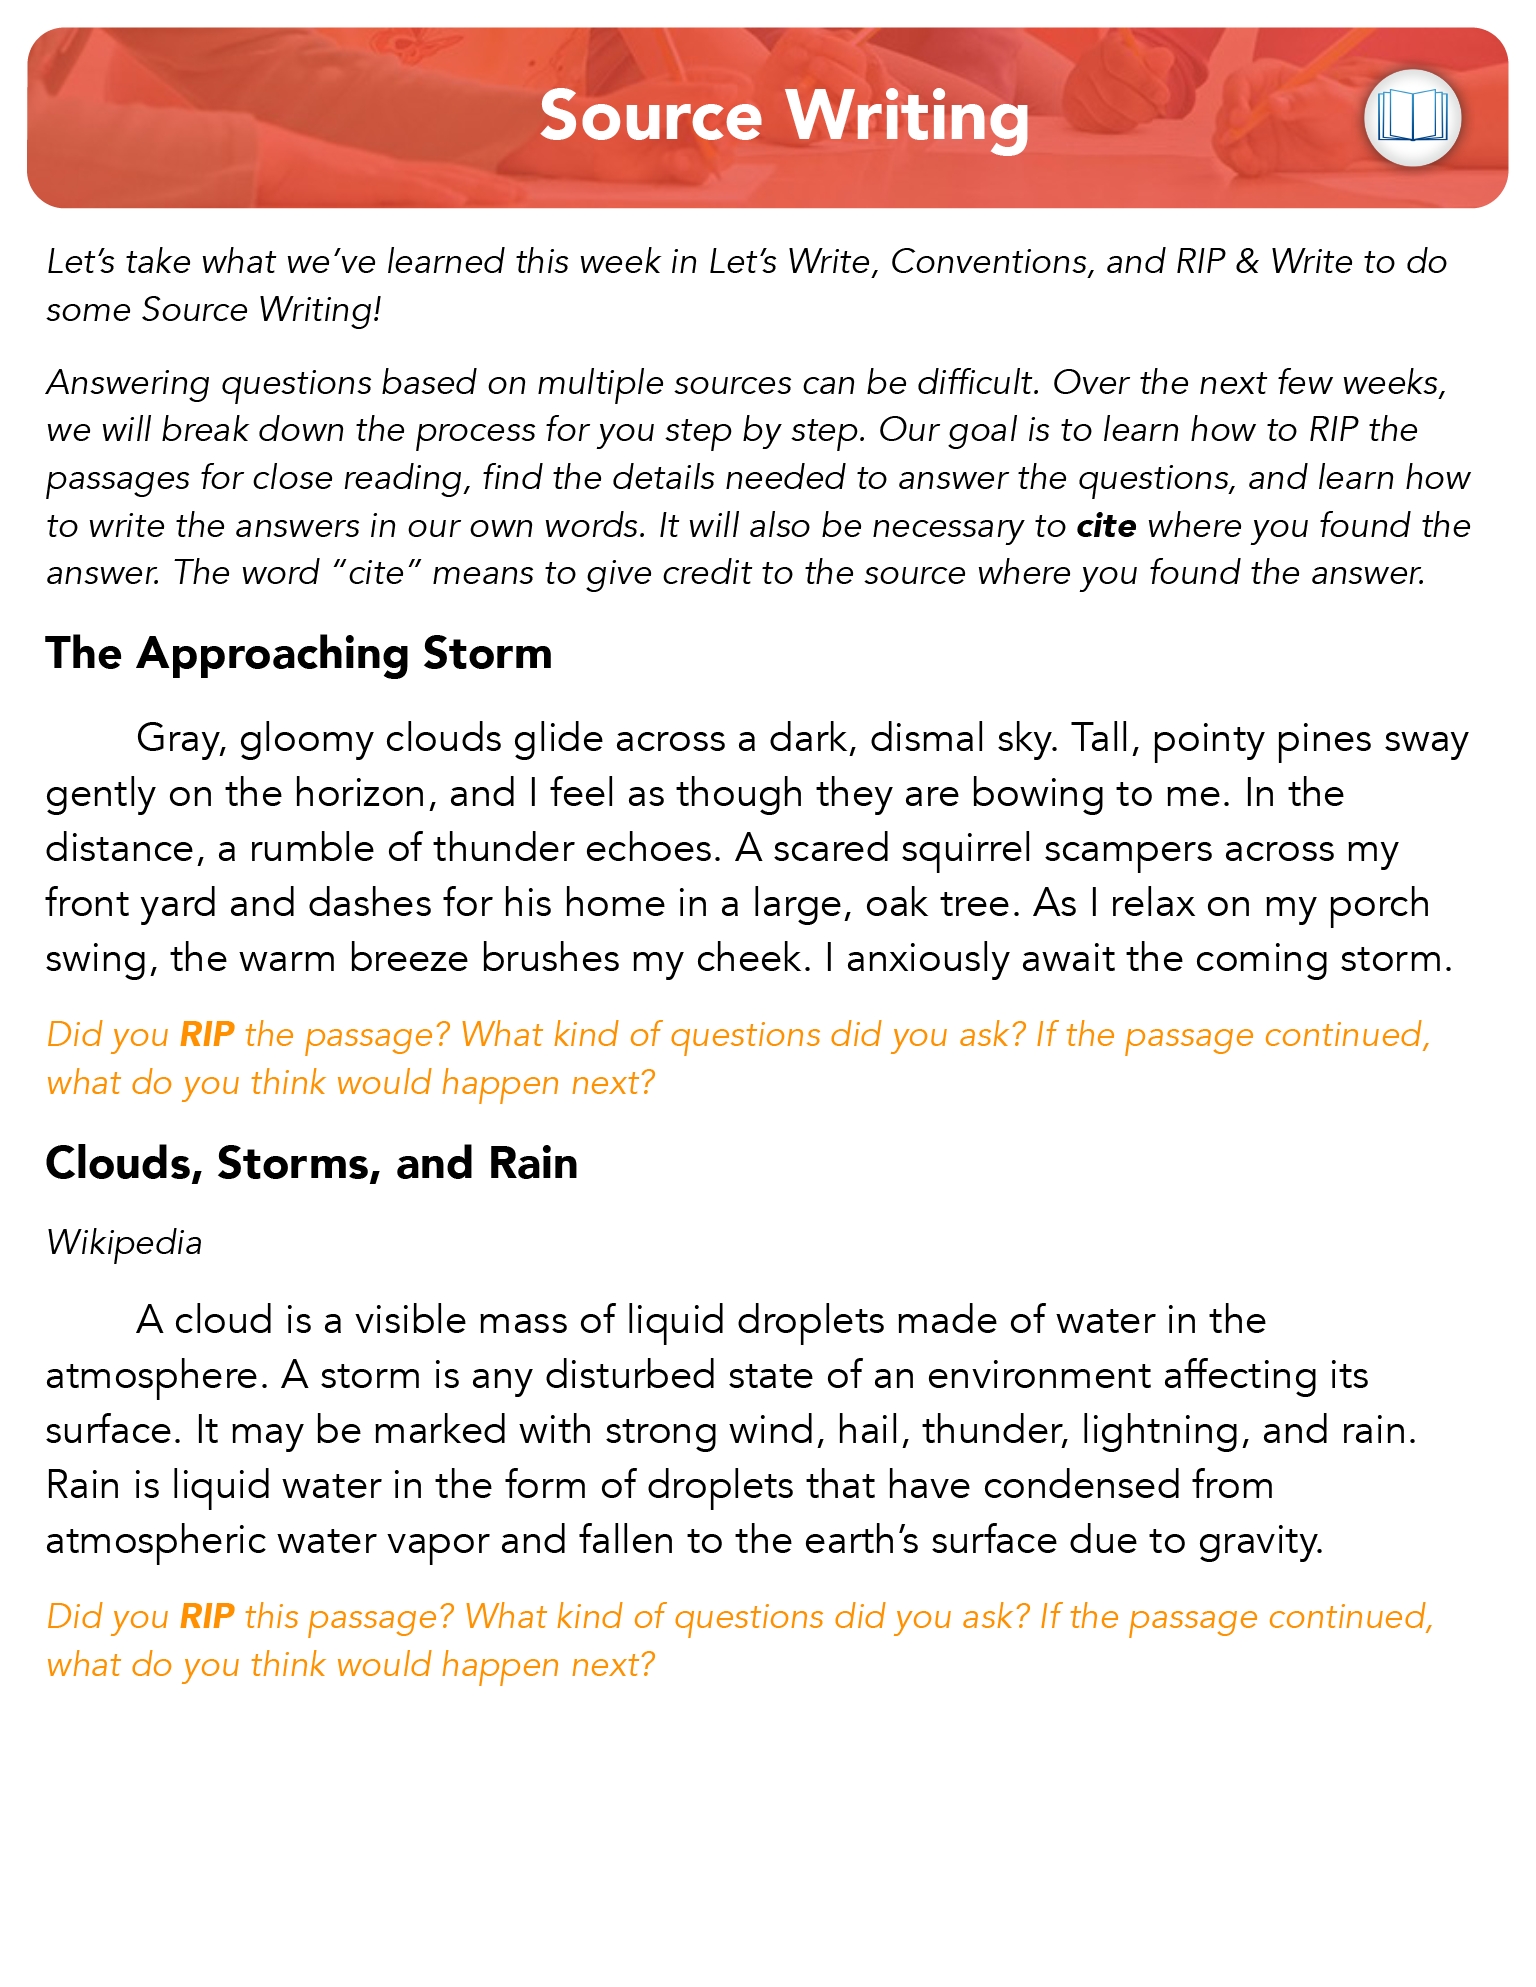 Source Writing
Let’s take what we’ve learned this week in Let’s Write, Conventions, and RIP & Write to do
some Source Writing!
Answering questions based on multiple sources can be difficult. Over the next few weeks,
we will break down the process for you step by step. Our goal is to learn how to RIP the
passages for close reading, find the details needed to answer the questions, and learn how
to write the answers in our own words. It will also be necessary to cite where you found the
answer. The word “cite” means to give credit to the source where you found the answer.
The Approaching Storm
Gray, gloomy clouds glide across a dark, dismal sky. Tall, pointy pines sway
gently on the horizon, and I feel as though they are bowing to me. In the
distance, a rumble of thunder echoes. A scared squirrel scampers across my
front yard and dashes for his home in a large, oak tree. As I relax on my porch
swing, the warm breeze brushes my cheek. I anxiously await the coming storm.
Did you RIP the passage? What kind of questions did you ask? If the passage continued,
what do you think would happen next?
Clouds, Storms, and Rain
Wikipedia
A cloud is a visible mass of liquid droplets made of water in the
atmosphere. A storm is any disturbed state of an environment affecting its
surface. It may be marked with strong wind, hail, thunder, lightning, and rain.
Rain is liquid water in the form of droplets that have condensed from
atmospheric water vapor and fallen to the earth’s surface due to gravity.
Did you RIP this passage? What kind of questions did you ask? If the passage continued,
what do you think would happen next?